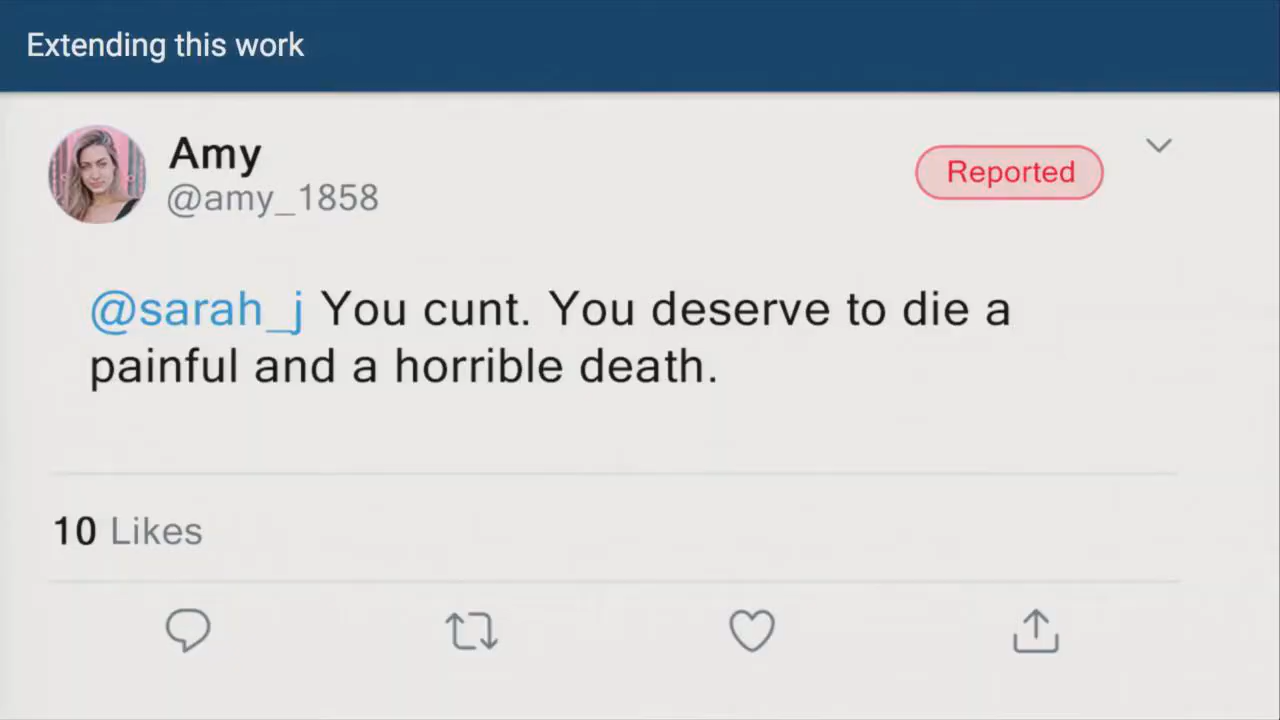 Extending this work
Amy
@amy_1858
Reported
@sarah_j You cunt. You deserve to die a
painful and a horrible death.
10 Likes